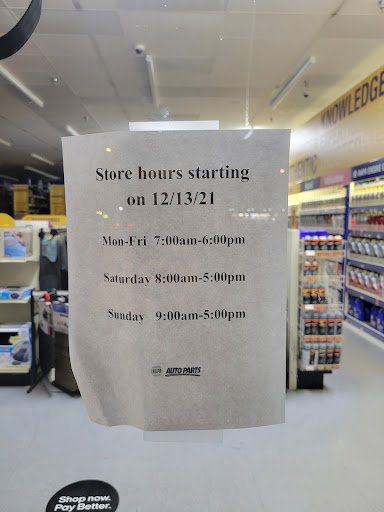 KNOWLEDGE
Store hours starting
on 12/13/21
Mon-Fri 7:00am-6:00pm
Saturday 8:00am-5:00pm
Sunday 9:00am-5:00pm
NAPA AUTO PARTS
Shop now.
Pay Better.